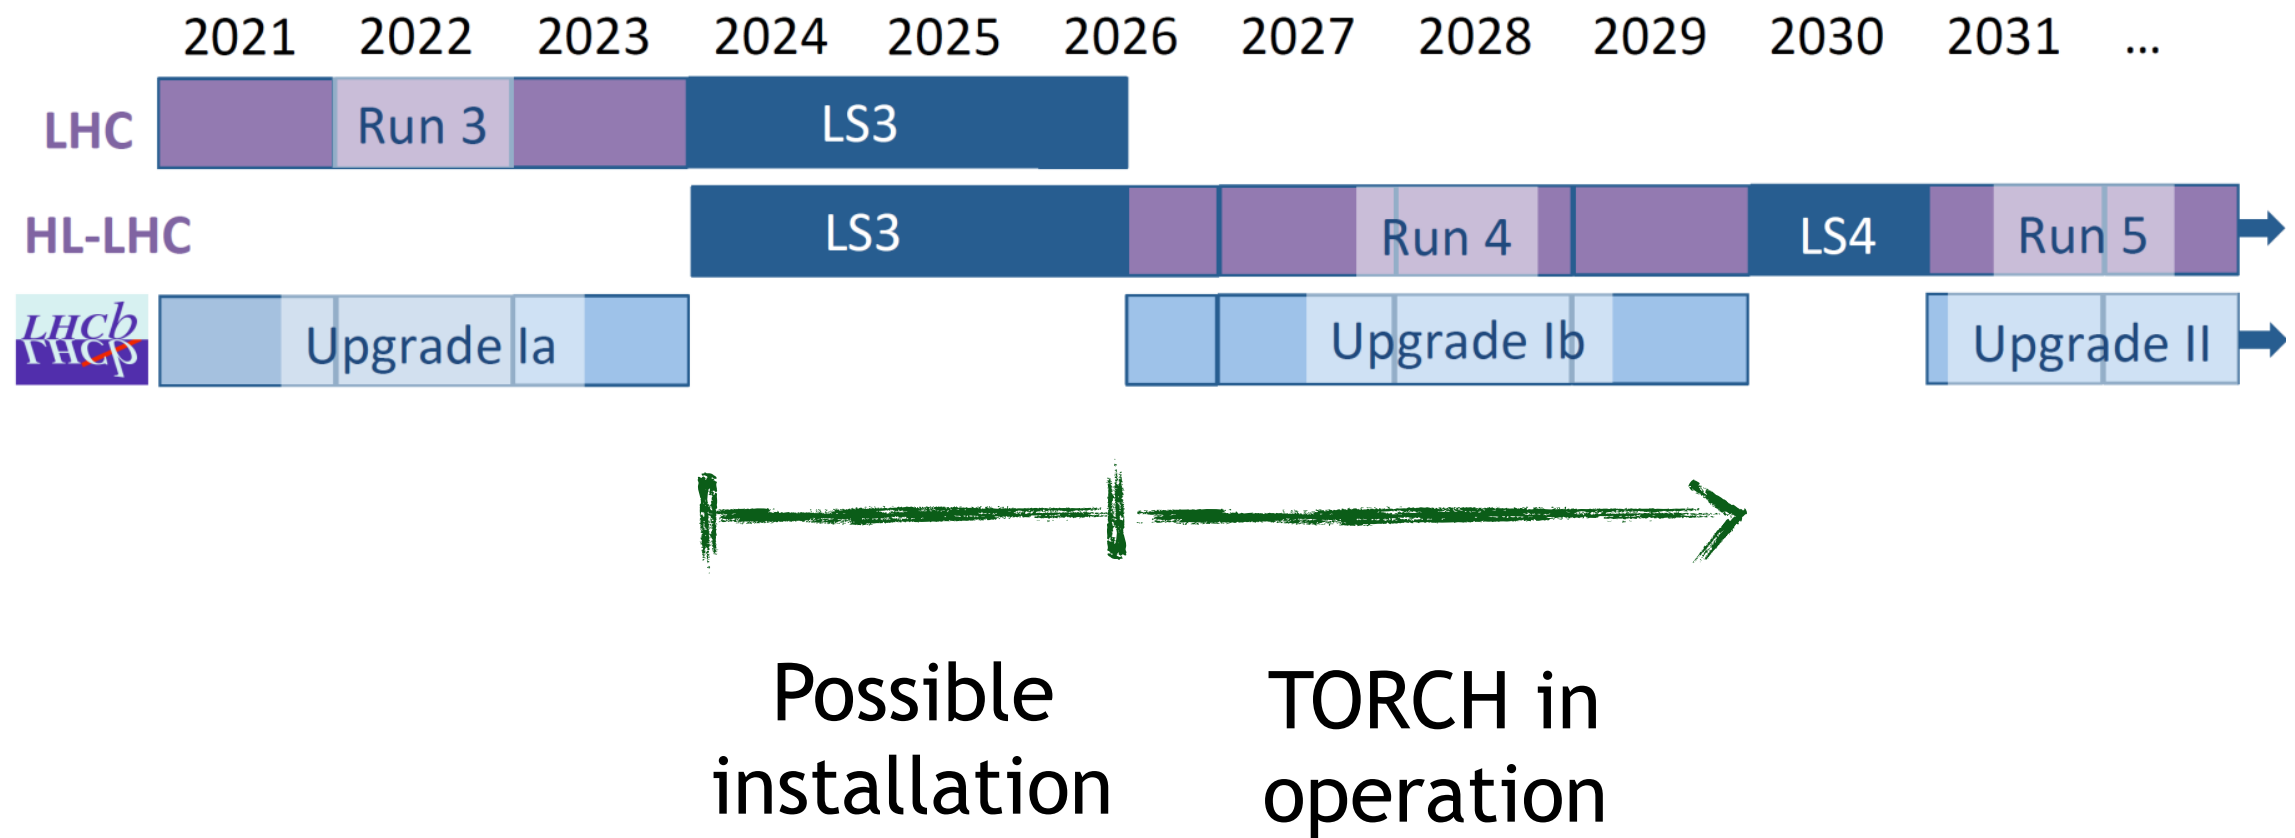 2021 2022 2023 2024 2025 2026 2027 2028 2029 2030 2031 ...
LHC Run 3 LS3
HL-LHC LS3 Run 4 LS4 Run 5
LHCb Upgrade Ia Upgrade Ib Upgrade II
LHCb
Possible
installation
TORCH in
operation